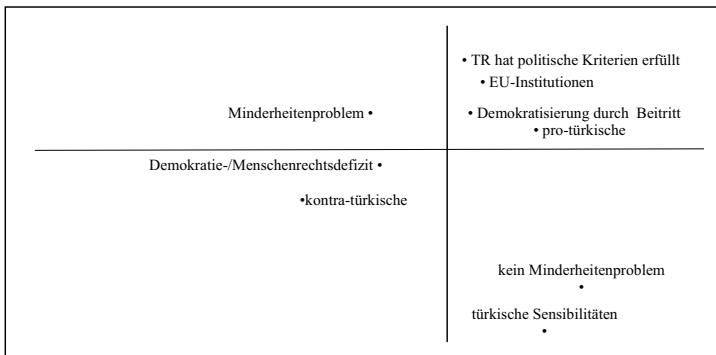 • TR hat politische Kriterien erfüllt
• EU-Institutionen
Minderheitenproblem •
• Demokratisierung durch Beitritt
• pro-türkische
Demokratie-/Menschenrechtsdefizit •
•kontra-türkische
kein Minderheitenproblem
•
türkische Sensibilitäten
•